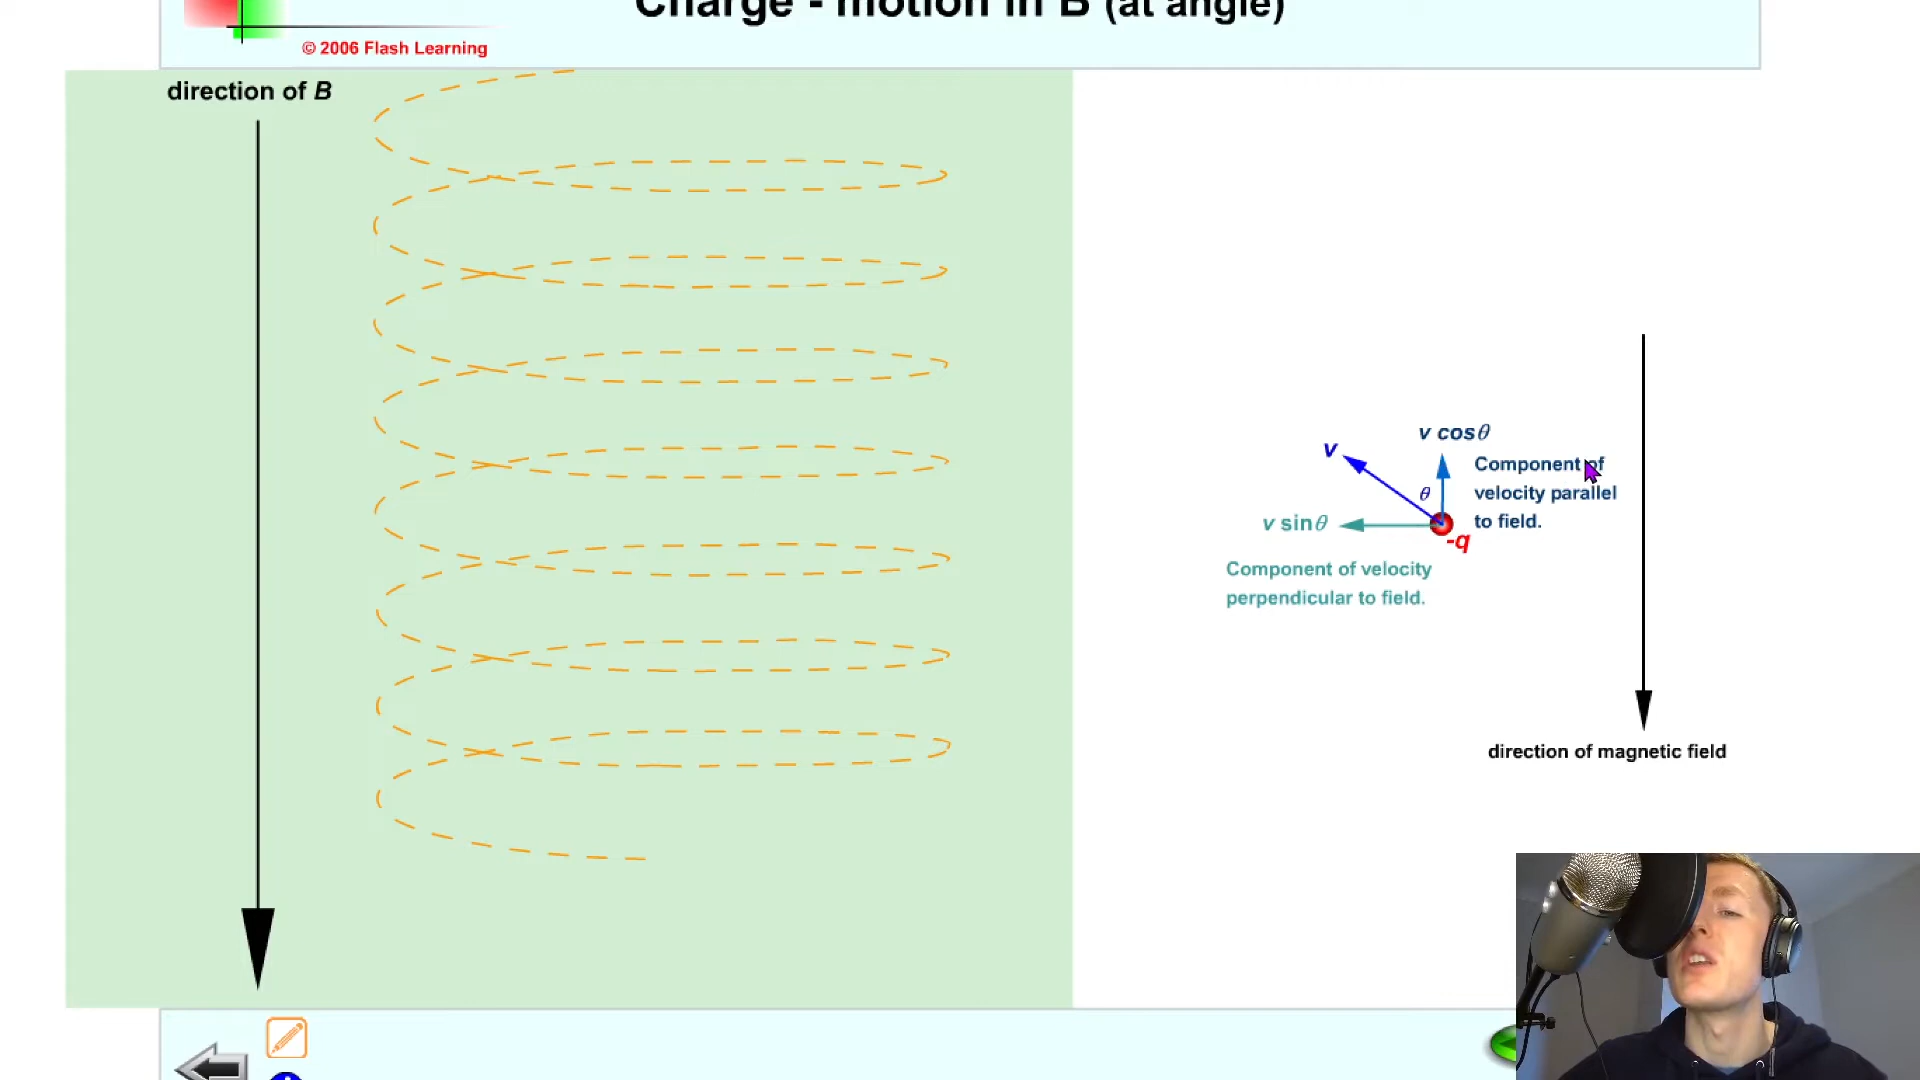 Charge - motion in B (at angle)
© 2006 Flash Learning
direction of B
v cosθ
v
Component of
θ
velocity parallel
v sinθ
to field.
-q
Component of velocity
perpendicular to field.
direction of magnetic field